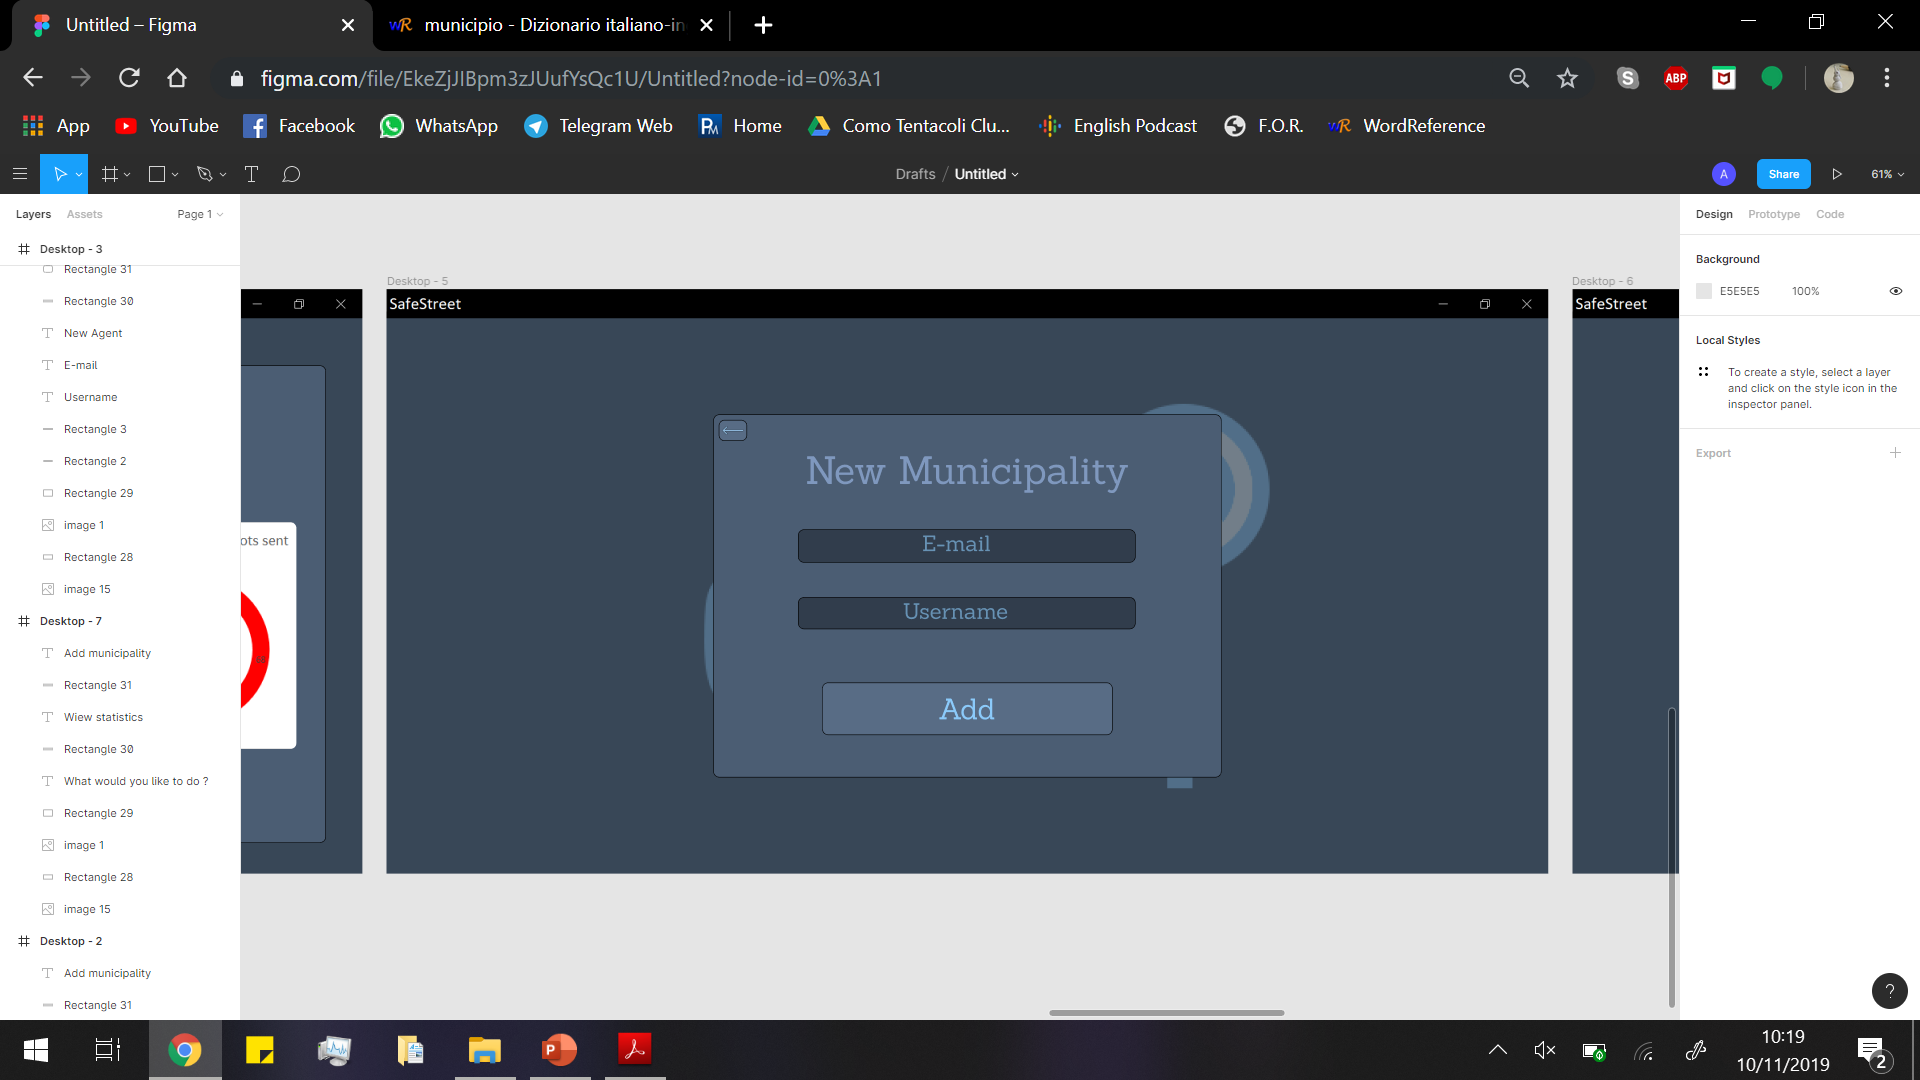 Untitled – Figma
municipio - Dizionario italiano-in
figma.com/file/EkeZjJIBpm3zJUufYsQc1U/Untitled?node-id=0%3A1
App
YouTube
Facebook
WhatsApp
Telegram Web
Home
Como Tentacoli Clu...
English Podcast
F.O.R.
WordReference
Drafts / Untitled
A
Share
61%
Layers
Assets
Page 1
Desktop - 3
Rectangle 31
Rectangle 30
New Agent
E-mail
Username
Rectangle 3
Rectangle 2
Rectangle 29
image 1
Rectangle 28
image 15
Desktop - 7
Add municipality
Rectangle 31
Wiew statistics
Rectangle 30
What would you like to do ?
Rectangle 29
image 1
Rectangle 28
image 15
Desktop - 2
Add municipality
Rectangle 31
ots sent
Desktop - 5
SafeStreet
New Municipality
E-mail
Username
Add
Desktop - 6
SafeStreet
Design
Prototype
Code
Background
E5E5E5
100%
Local Styles
To create a style, select a layer
and click on the style icon in the
inspector panel.
Export
?
10:19
10/11/2019
2